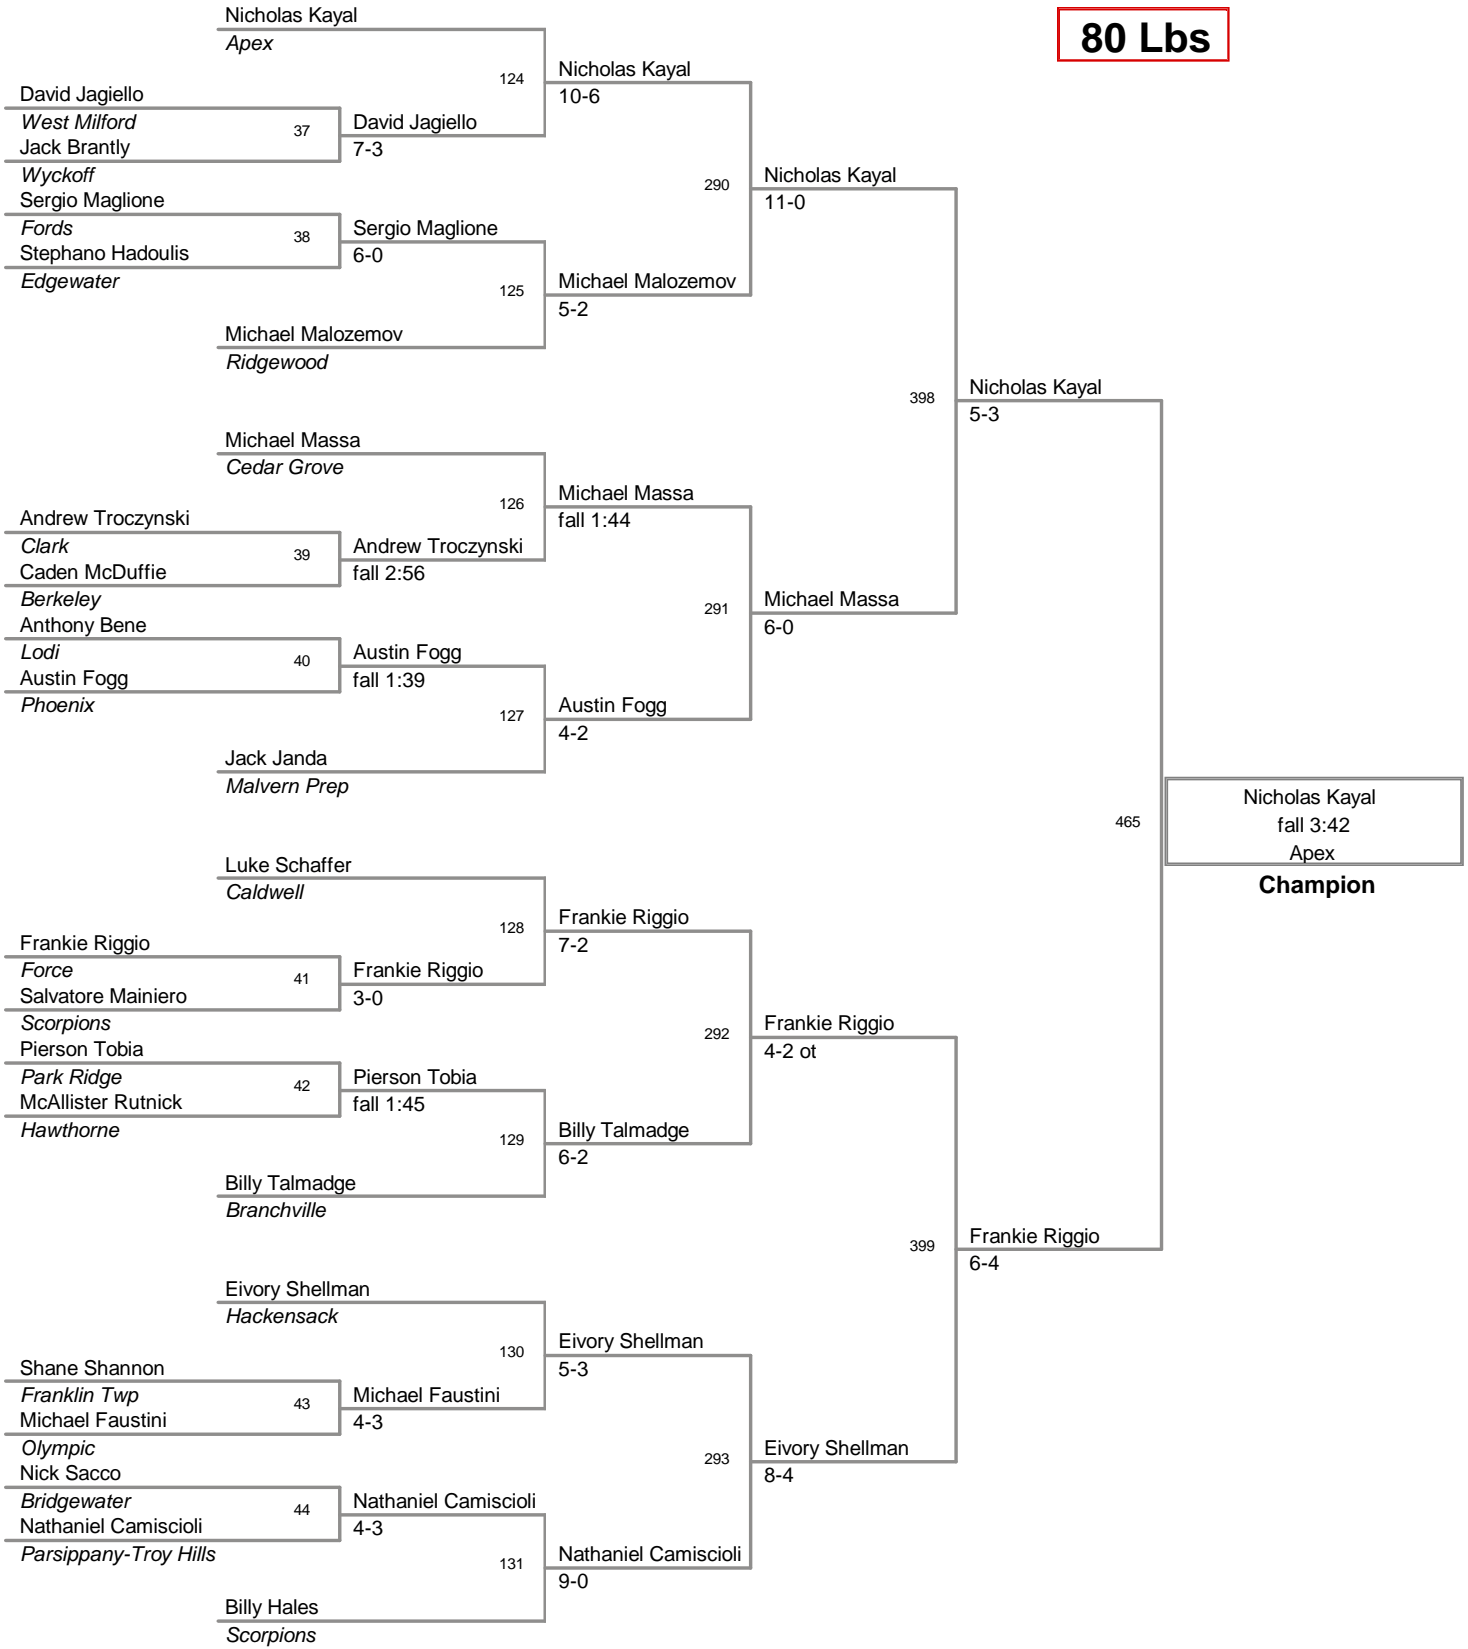 80 Lbs
Nicholas Kayal
Apex
124
Nicholas Kayal
10-6
David Jagiello
West Milford
37
David Jagiello
7-3
Jack Brantly
Wyckoff
290
Nicholas Kayal
11-0
Sergio Maglione
Fords
38
Sergio Maglione
6-0
Stephano Hadoulis
Edgewater
125
Michael Malozemov
5-2
Michael Malozemov
Ridgewood
398
Nicholas Kayal
5-3
Michael Massa
Cedar Grove
126
Michael Massa
fall 1:44
Andrew Troczynski
Clark
39
Andrew Troczynski
fall 2:56
Caden McDuffie
Berkeley
291
Michael Massa
6-0
Anthony Bene
Lodi
40
Austin Fogg
fall 1:39
Austin Fogg
Phoenix
127
Austin Fogg
4-2
Jack Janda
Malvern Prep
465
Nicholas Kayal
fall 3:42
Apex
Champion
Luke Schaffer
Caldwell
128
Frankie Riggio
7-2
Frankie Riggio
Force
41
Frankie Riggio
3-0
Salvatore Mainiero
Scorpions
292
Frankie Riggio
4-2 ot
Pierson Tobia
Park Ridge
42
Pierson Tobia
fall 1:45
McAllister Rutnick
Hawthorne
129
Billy Talmadge
6-2
Billy Talmadge
Branchville
399
Frankie Riggio
6-4
Eivory Shellman
Hackensack
130
Eivory Shellman
5-3
Shane Shannon
Franklin Twp
43
Michael Faustini
4-3
Michael Faustini
Olympic
293
Eivory Shellman
8-4
Nick Sacco
Bridgewater
44
Nathaniel Camiscioli
4-3
Nathaniel Camiscioli
Parsippany-Troy Hills
131
Nathaniel Camiscioli
9-0
Billy Hales
Scorpions